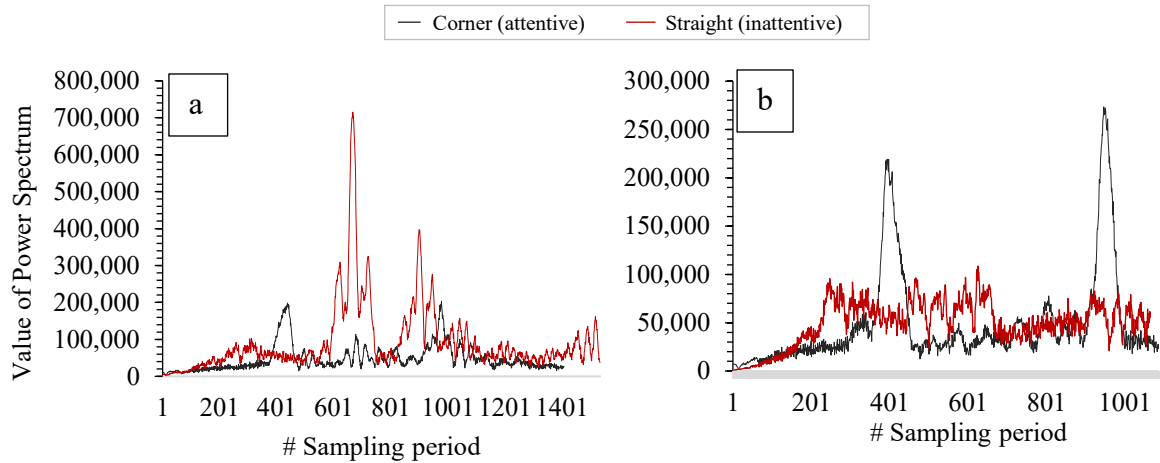 Corner (attentive) Straight (inattentive)
Value of Power Spectrum
a
800,000
700,000
600,000
500,000
400,000
300,000
200,000
100,000
0
1 201 401 601 801 1001 1201 1401
# Sampling period
b
300,000
250,000
200,000
150,000
100,000
50,000
0
1 201 401 601 801 1001
# Sampling period